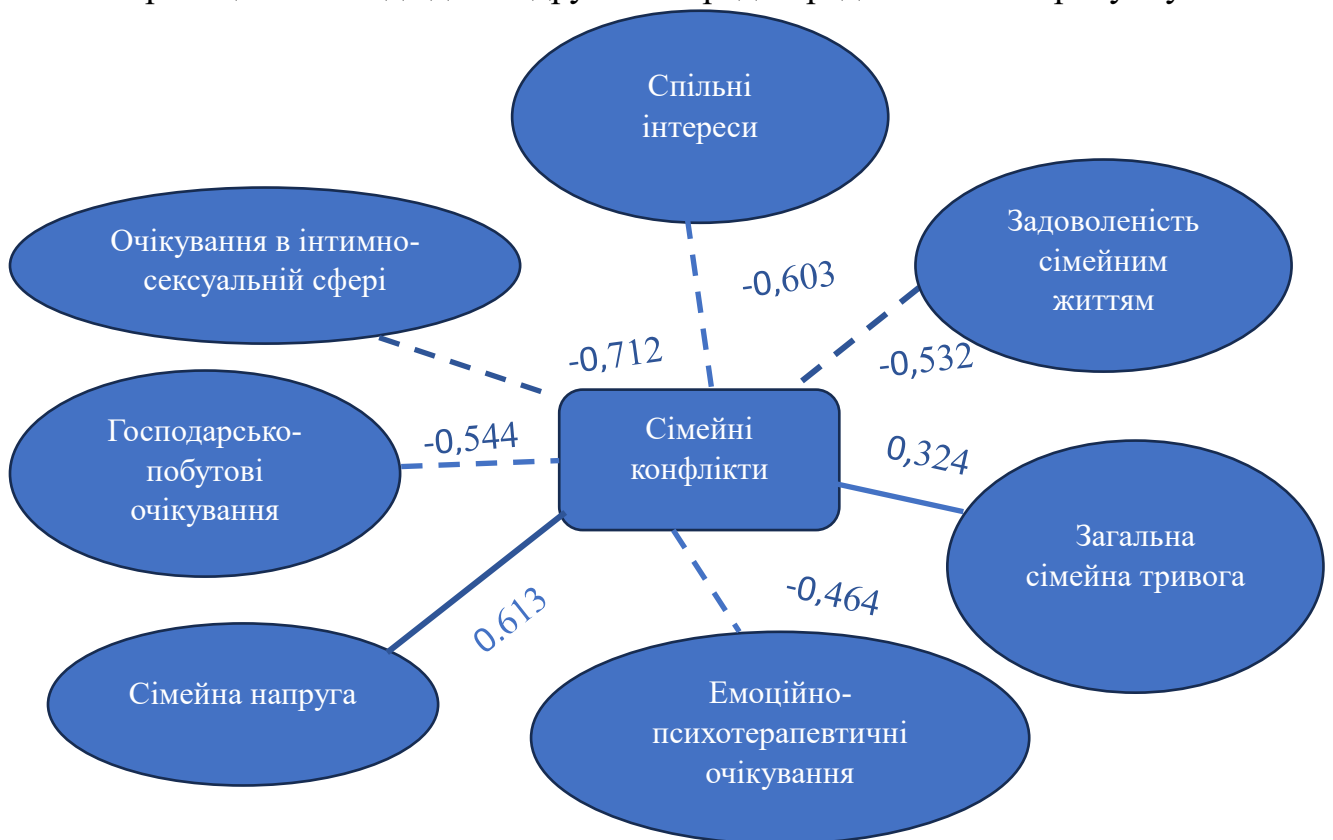 Спільні
інтереси
Очікування в інтимно-
сексуальній сфері
Задоволеність
сімейним
життям
-0,603
-0,712
-0,532
Господарсько-
побутові
очікування
-0,544
Сімейні
конфлікти
0,324
Загальна
сімейна тривога
-0,464
0.613
Сімейна напруга
Емоційно-
психотерапевтичні
очікування